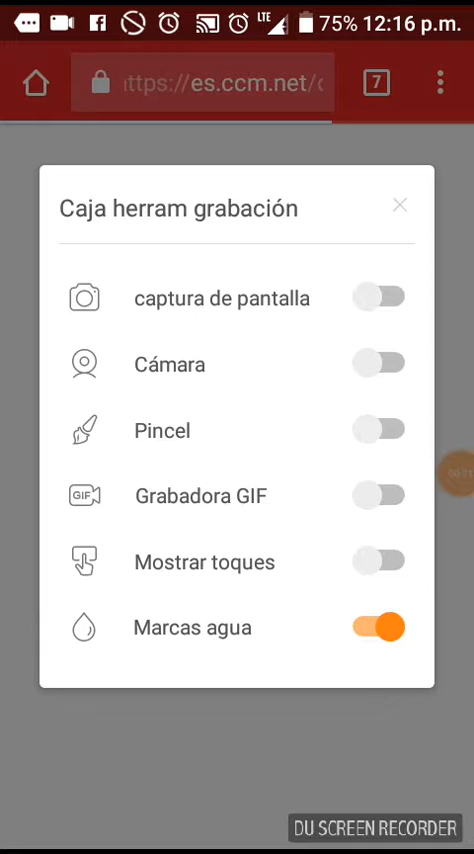 LTE 75% 12:16 p.m.
ttps://es.ccm.net/c
7
Caja herram grabación
captura de pantalla
Cámara
Pincel
GIF Grabadora GIF
Mostrar toques
Marcas agua
DU SCREEN RECORDER